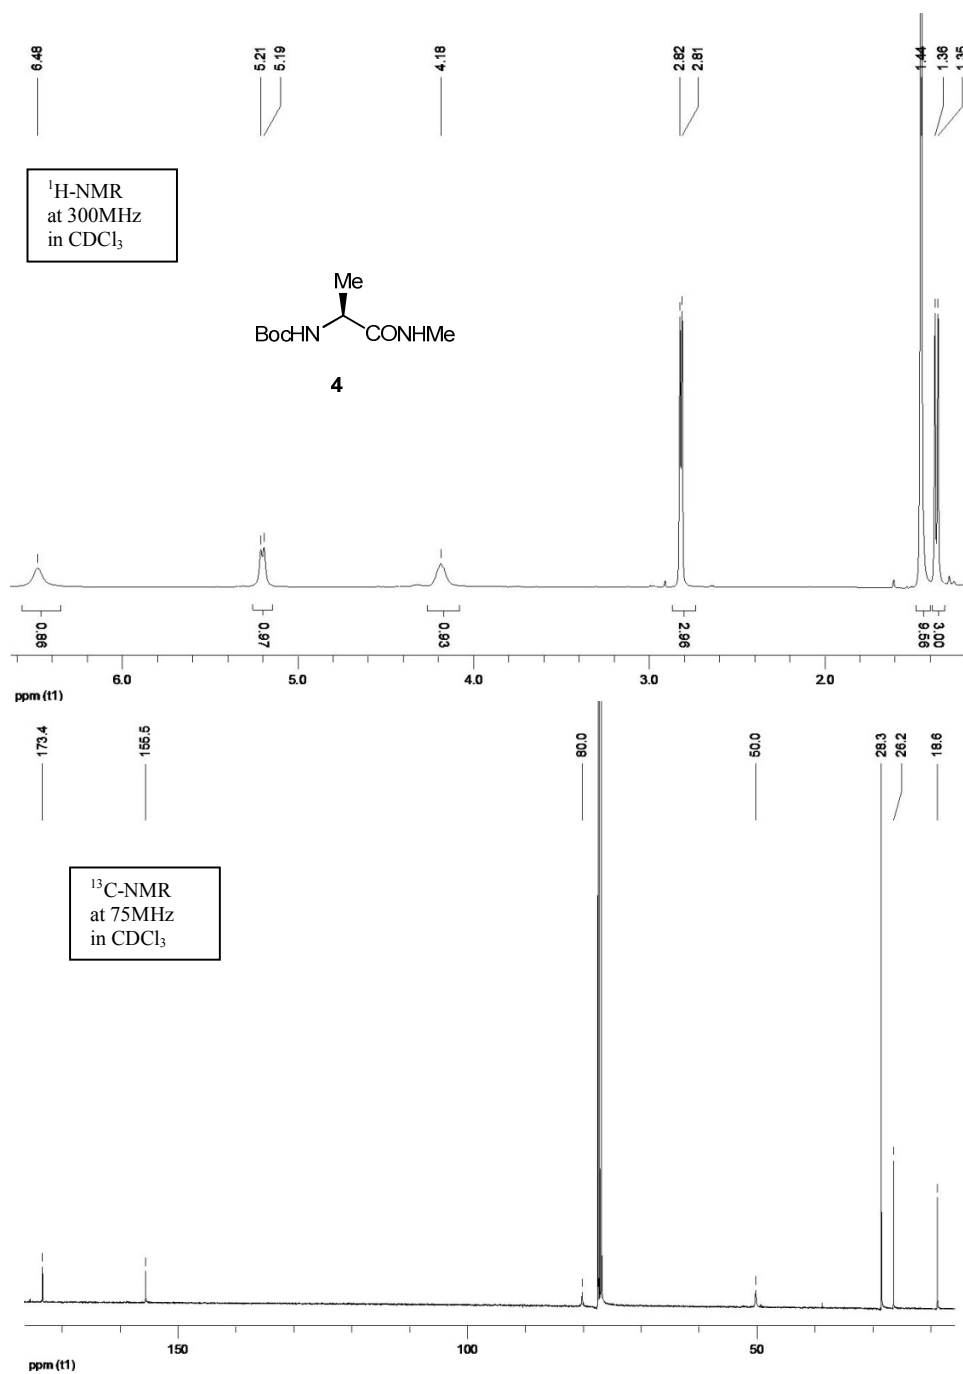 6.48 5.21 5.19 4.18 2.82 2.81 1.44 1.36 1.35
¹H-NMR
at 300MHz
in CDCl₃
Me
BocHN CONHMe
4
0.86 0.97 0.93 2.96 9.56 3.00
6.0 5.0 4.0 3.0 2.0
ppm (t1)
173.4 155.5 80.0 50.0 28.3 26.2 18.6
¹³C-NMR
at 75MHz
in CDCl₃
150 100 50
ppm (t1)